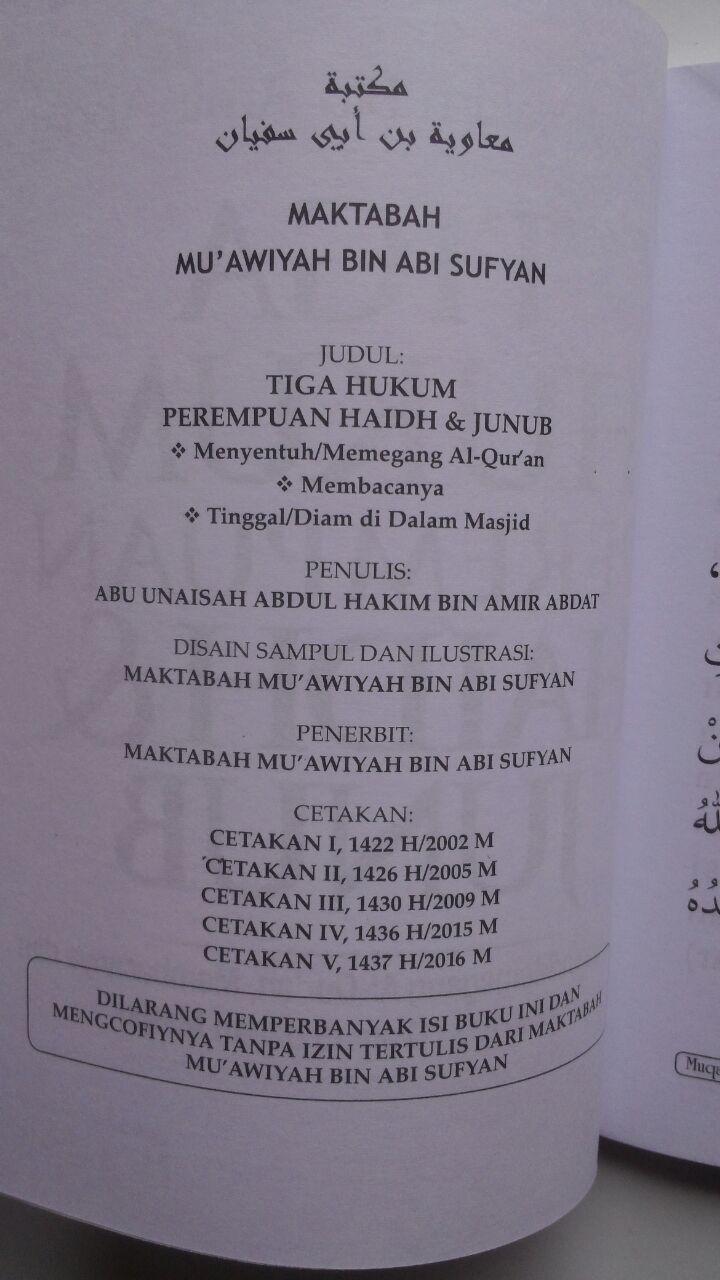 مكتبة
معاوية بن أبي سفيان
MAKTABAH
MU'AWIYAH BIN ABI SUFYAN
JUDUL:
TIGA HUKUM
PEREMPUAN HAIDH & JUNUB
❖ Menyentuh/Memegang Al-Qur'an
❖ Membacanya
❖ Tinggal/Diam di Dalam Masjid
PENULIS:
ABU UNAISAH ABDUL HAKIM BIN AMIR ABDAT
DISAIN SAMPUL DAN ILUSTRASI:
MAKTABAH MU'AWIYAH BIN ABI SUFYAN
PENERBIT:
MAKTABAH MU'AWIYAH BIN ABI SUFYAN
CETAKAN:
CETAKAN I, 1422 H/2002 M
CETAKAN II, 1426 H/2005 M
CETAKAN III, 1430 H/2009 M
CETAKAN IV, 1436 H/2015 M
CETAKAN V, 1437 H/2016 M
DILARANG MEMPERBANYAK ISI BUKU INI DAN
MENGCOFIYNYA TANPA IZIN TERTULIS DARI MAKTABAH
MU'AWIYAH BIN ABI SUFYAN